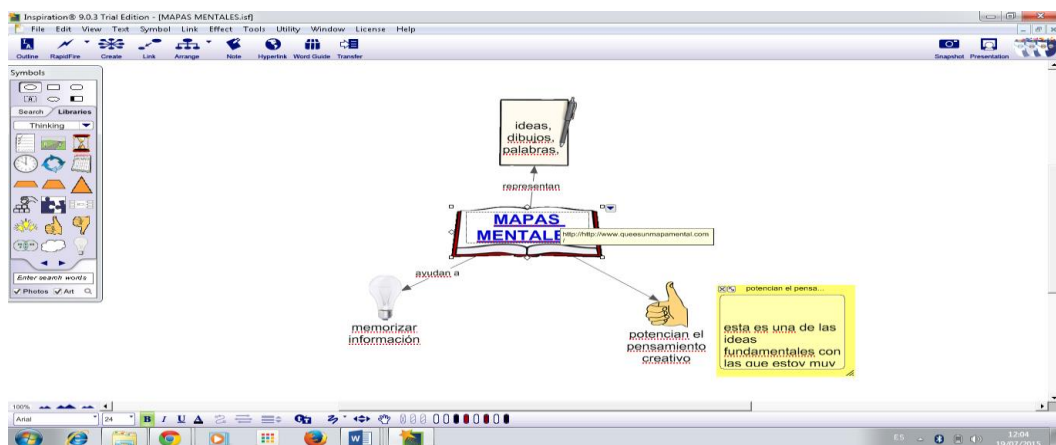 Inspiration® 9.0.3 Trial Edition - [MAPAS MENTALES.isf]
File Edit View Text Symbol Link Effect Tools Utility Window License Help
Outline RapidFire Create Link Arrange Note Hyperlink Word Guide Transfer Snapshot Presentation
Symbols
Search Libraries
Thinking
Enter search words
Photos Art
ideas,
dibujos,
palabras,
representan
MAPAS
MENTALE
http://http://www.queesunmapamental.com
/
ayudan a
memorizar
información
potencian el
pensamiento
creativo
potencian el pensa...
esta es una de las
ideas
fundamentales con
las que estoy muy
100%
Arial 24 B I U A
ES 12:04